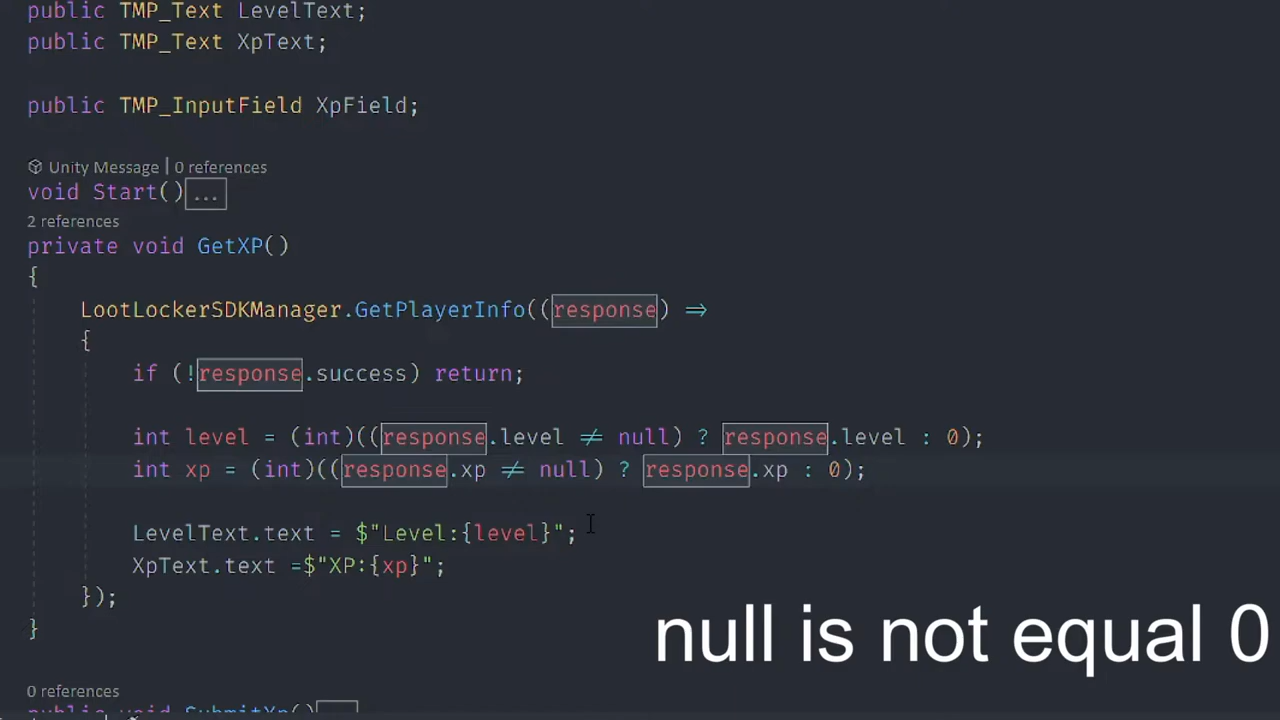 public TMP_Text LevelText;
public TMP_Text XpText;
public TMP_InputField XpField;
Unity Message | 0 references
void Start()...
2 references
private void GetXP()
{
LootLockerSDKManager.GetPlayerInfo((response) =>
{
if (!response.success) return;
int level = (int)((response.level ≠ null) ? response.level : 0);
int xp = (int)((response.xp ≠ null) ? response.xp : 0);
LevelText.text = $"Level:{level}";
XpText.text =$"XP:{xp}";
});
}
null is not equal 0
0 references
public void SubmitXp()...